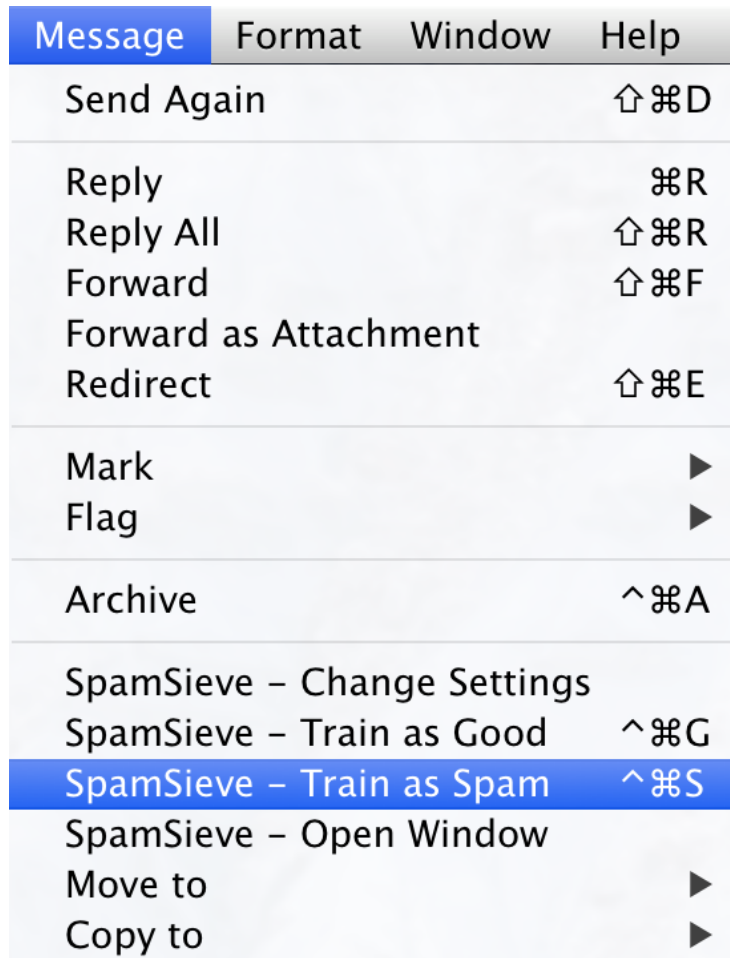 Message Format Window Help
Send Again ⇧⌘D
Reply ⌘R
Reply All ⇧⌘R
Forward ⇧⌘F
Forward as Attachment
Redirect ⇧⌘E
Mark ▶
Flag ▶
Archive ^⌘A
SpamSieve – Change Settings
SpamSieve – Train as Good ^⌘G
SpamSieve – Train as Spam ^⌘S
SpamSieve – Open Window
Move to ▶
Copy to ▶